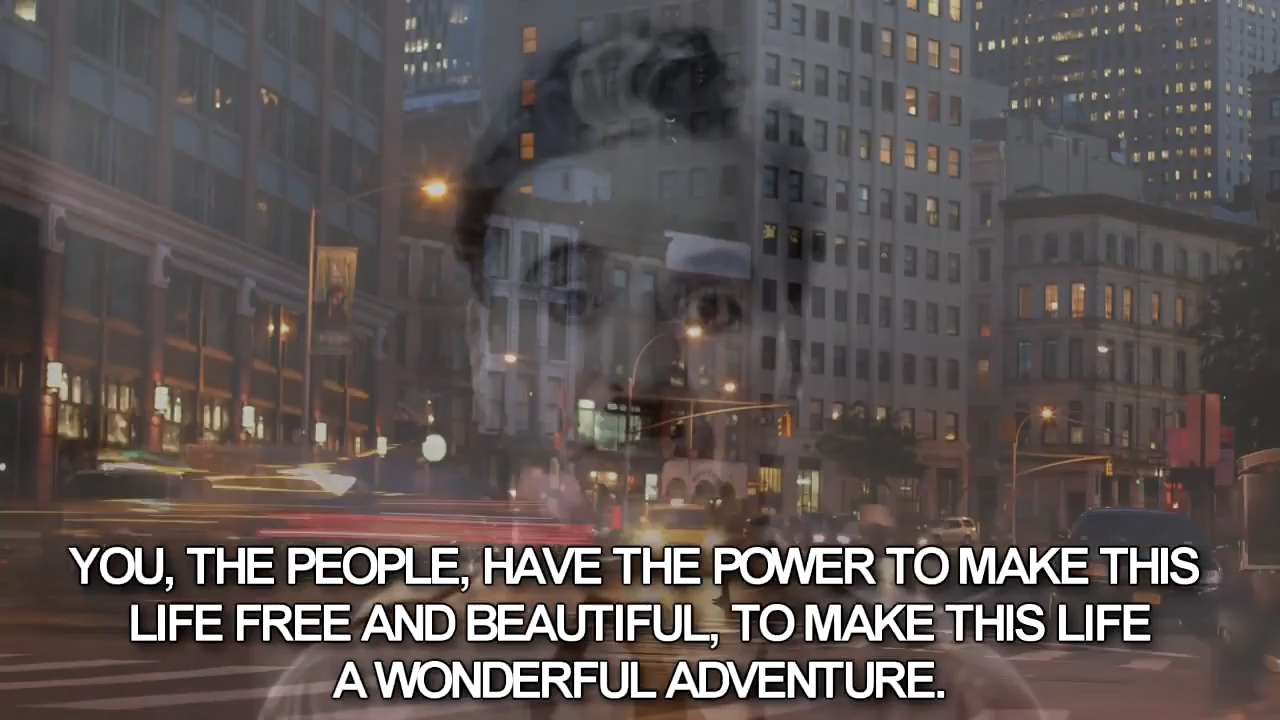 YOU, THE PEOPLE, HAVE THE POWER TO MAKE THIS
LIFE FREE AND BEAUTIFUL, TO MAKE THIS LIFE
A WONDERFUL ADVENTURE.